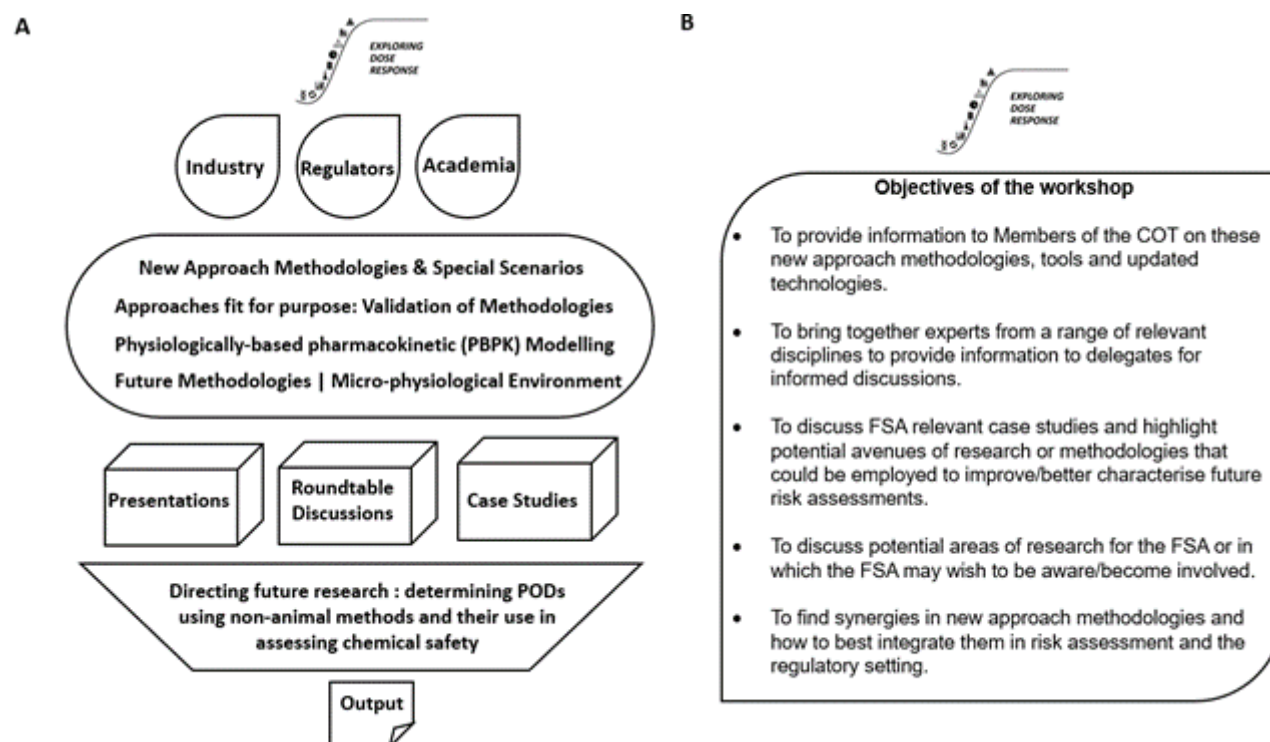 A
EXPLORING
DOSE
RESPONSE
Industry
Regulators
Academia
New Approach Methodologies & Special Scenarios
Approaches fit for purpose: Validation of Methodologies
Physiologically-based pharmacokinetic (PBPK) Modelling
Future Methodologies | Micro-physiological Environment
Presentations
Roundtable
Discussions
Case Studies
Directing future research : determining PODs
using non-animal methods and their use in
assessing chemical safety
Output
B
EXPLORING
DOSE
RESPONSE
Objectives of the workshop
• To provide information to Members of the COT on these
new approach methodologies, tools and updated
technologies.
• To bring together experts from a range of relevant
disciplines to provide information to delegates for
informed discussions.
• To discuss FSA relevant case studies and highlight
potential avenues of research or methodologies that
could be employed to improve/better characterise future
risk assessments.
• To discuss potential areas of research for the FSA or in
which the FSA may wish to be aware/become involved.
• To find synergies in new approach methodologies and
how to best integrate them in risk assessment and the
regulatory setting.